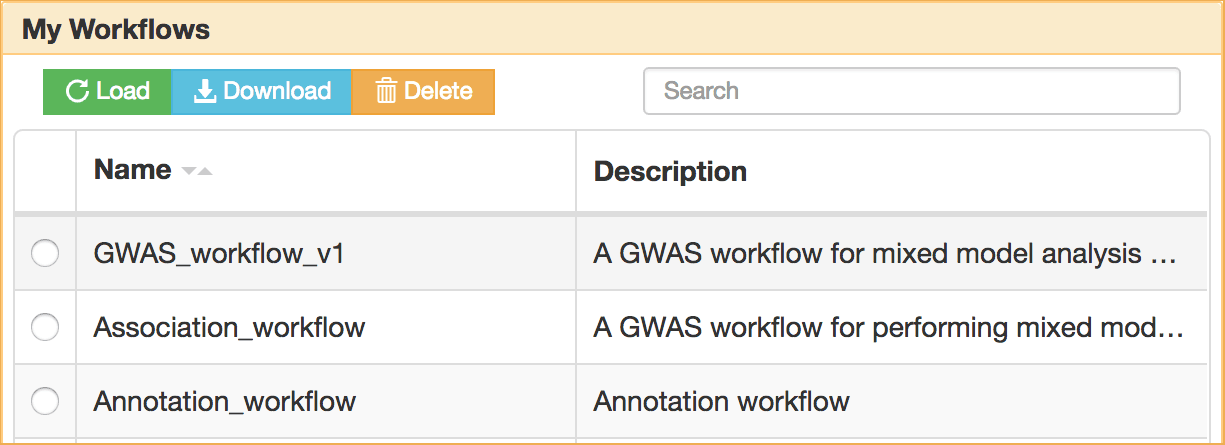 My Workflows
Load Download Delete Search
Name Description
GWAS_workflow_v1 A GWAS workflow for mixed model analysis …
Association_workflow A GWAS workflow for performing mixed mod…
Annotation_workflow Annotation workflow